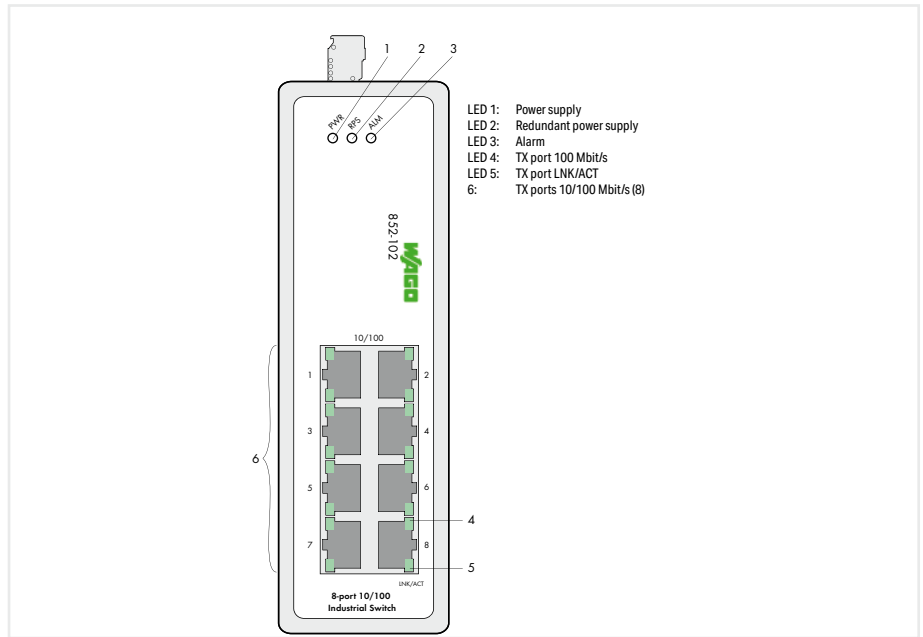 1 2 3
PWR RPS ALM
LED 1: Power supply
LED 2: Redundant power supply
LED 3: Alarm
LED 4: TX port 100 Mbit/s
LED 5: TX port LNK/ACT
6: TX ports 10/100 Mbit/s (8)
852-102
WAGO
10/100
1 2
3 4
6
5 6
4
7 8
5
LNK/ACT
8-port 10/100
Industrial Switch